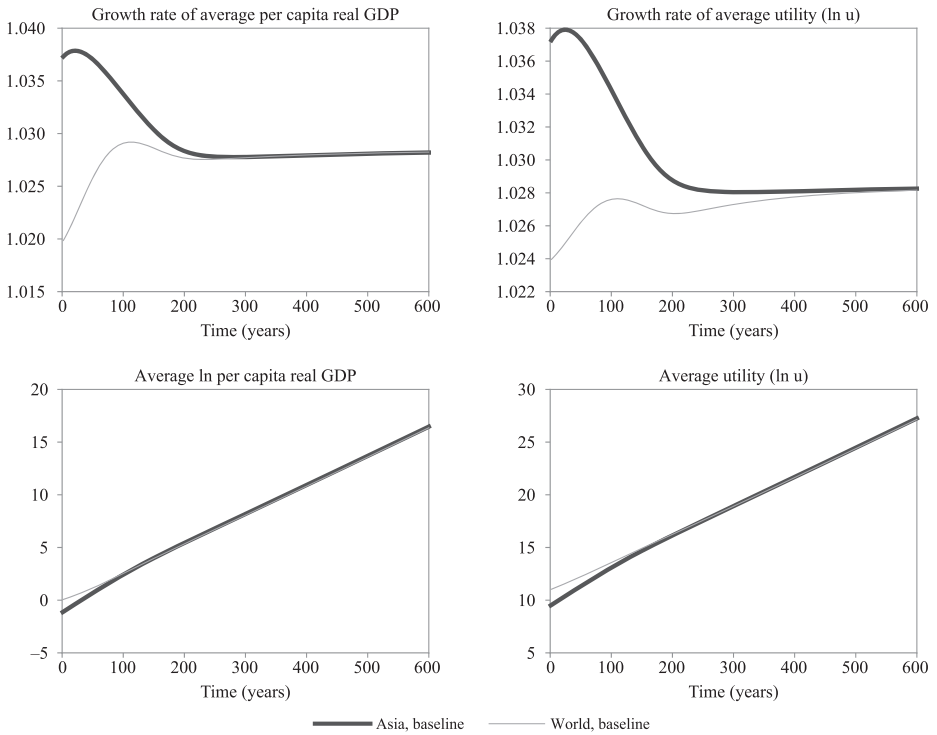 Growth rate of average per capita real GDP
1.040
1.035
1.030
1.025
1.020
1.015
0 100 200 300 400 500 600
Time (years)
Growth rate of average utility (ln u)
1.038
1.036
1.034
1.032
1.030
1.028
1.026
1.024
1.022
0 100 200 300 400 500 600
Time (years)
Average ln per capita real GDP
20
15
10
5
0
–5
0 100 200 300 400 500 600
Time (years)
Average utility (ln u)
30
25
20
15
10
5
0 100 200 300 400 500 600
Time (years)
Asia, baseline World, baseline